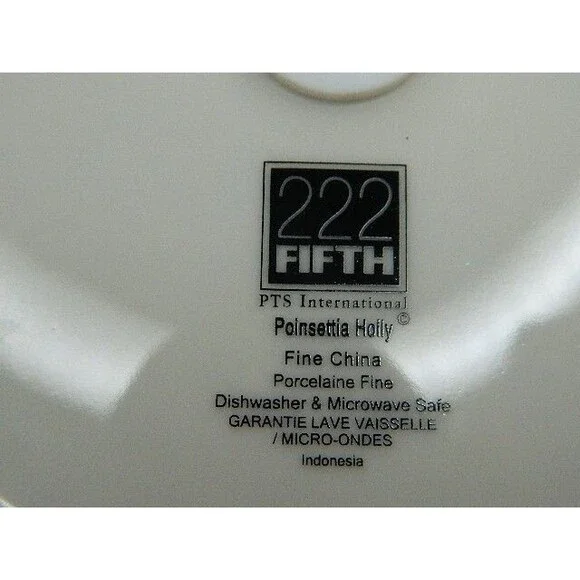 222
FIFTH
PTS International
Poinsettia Holly ©
Fine China
Porcelaine Fine
Dishwasher & Microwave Safe
GARANTIE LAVE VAISSELLE
/ MICRO-ONDES
Indonesia